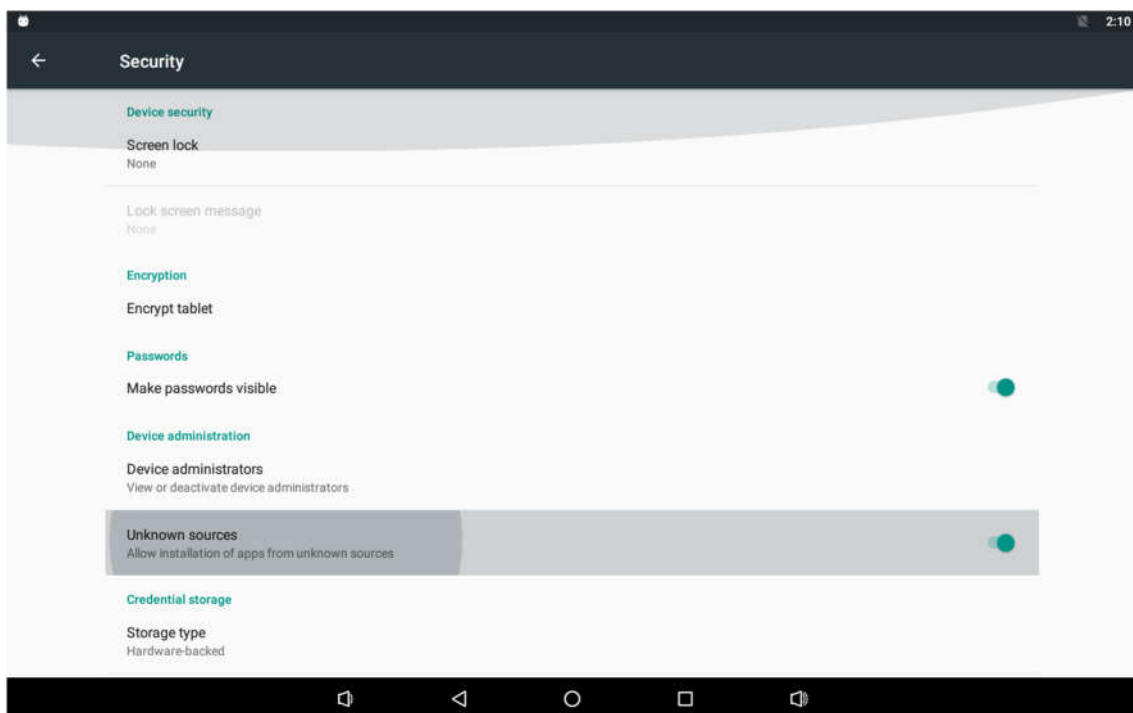 2:10
Security
Device security
Screen lock
None
Lock screen message
None
Encryption
Encrypt tablet
Passwords
Make passwords visible
Device administration
Device administrators
View or deactivate device administrators
Unknown sources
Allow installation of apps from unknown sources
Credential storage
Storage type
Hardware-backed